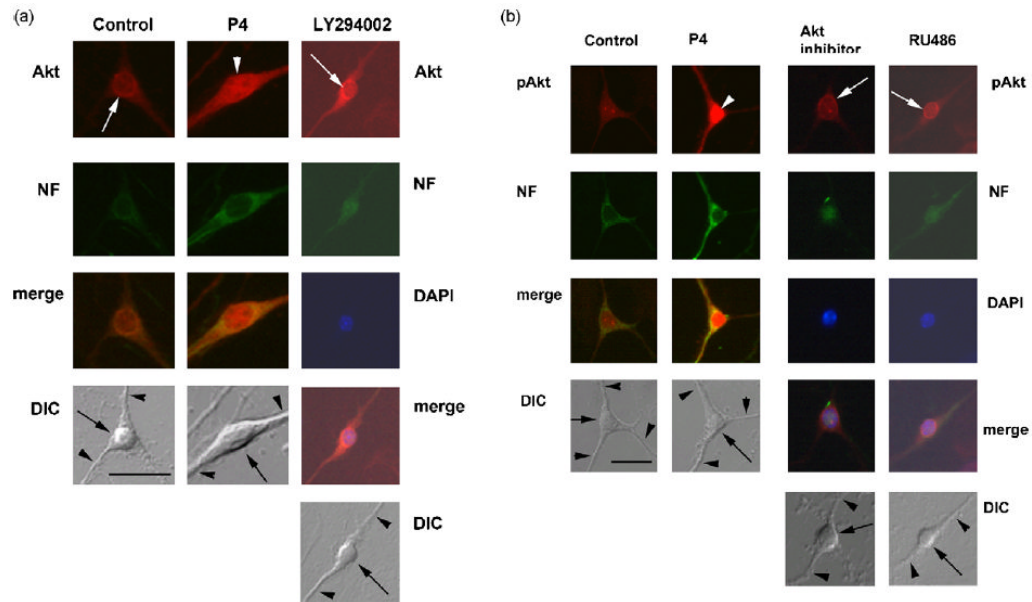 (a)
Control P4 LY294002
Akt Akt
NF NF
merge DAPI
DIC merge
DIC
(b)
Control P4 Akt inhibitor RU486
pAkt pAkt
NF NF
merge DAPI
DIC merge
DIC